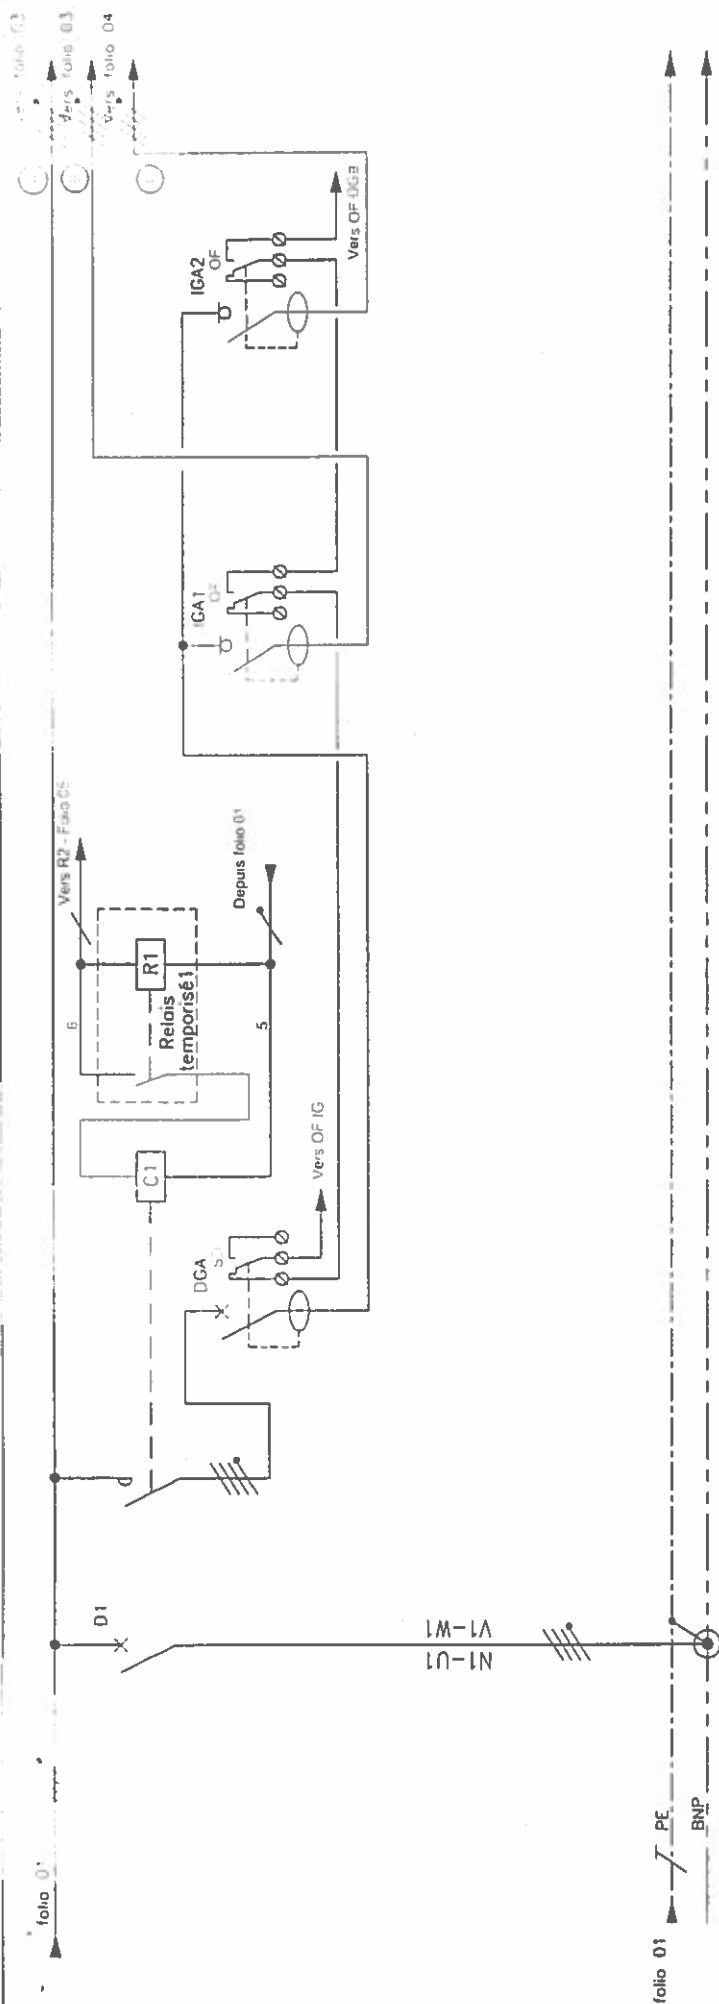 folio 03
Vers folio 03
Vers folio 04
IGA2
OF
Vers OF
IGA1
OF
Vers R2 - Folio
6
R1
Relais
temporisé1
5
Depuis folio 01
C1
DGA
Vers OF IG
D1
V1-W1
N1-U1
folio 01
PE
BNP
folio 01